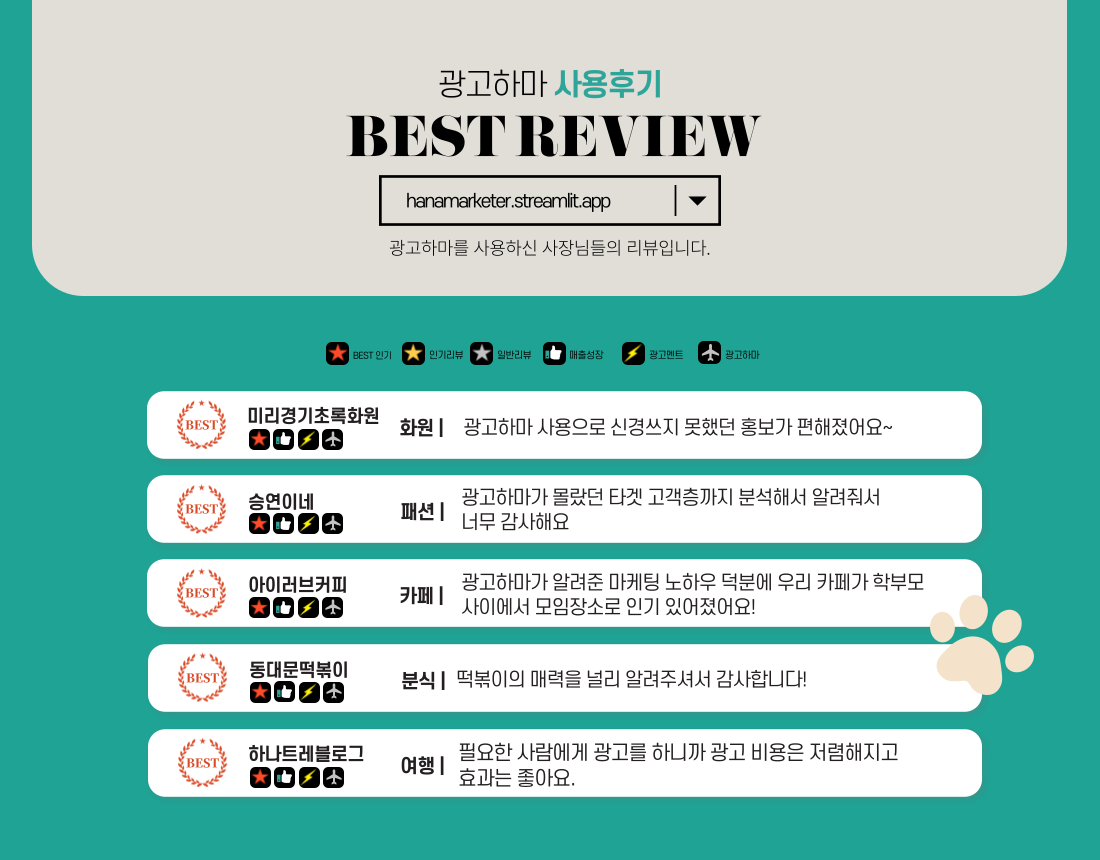 광고하마 사용후기
BEST REVIEW
hanamarketer.streamlit.app
광고하마를 사용하신 사장님들의 리뷰입니다.
BEST 인기 인기리뷰 일반리뷰 매출성장 광고멘트 광고하마
BEST
미리경기초록화원
화원 |
광고하마 사용으로 신경쓰지 못했던 홍보가 편해졌어요~
BEST
승연이네
패션 |
광고하마가 몰랐던 타겟 고객층까지 분석해서 알려줘서
너무 감사해요
BEST
아이러브커피
카페 |
광고하마가 알려준 마케팅 노하우 덕분에 우리 카페가 학부모
사이에서 모임장소로 인기 있어졌어요!
BEST
동대문떡볶이
분식 |
떡볶이의 매력을 널리 알려주셔서 감사합니다!
BEST
하나트레블로그
여행 |
필요한 사람에게 광고를 하니까 광고 비용은 저렴해지고
효과는 좋아요.